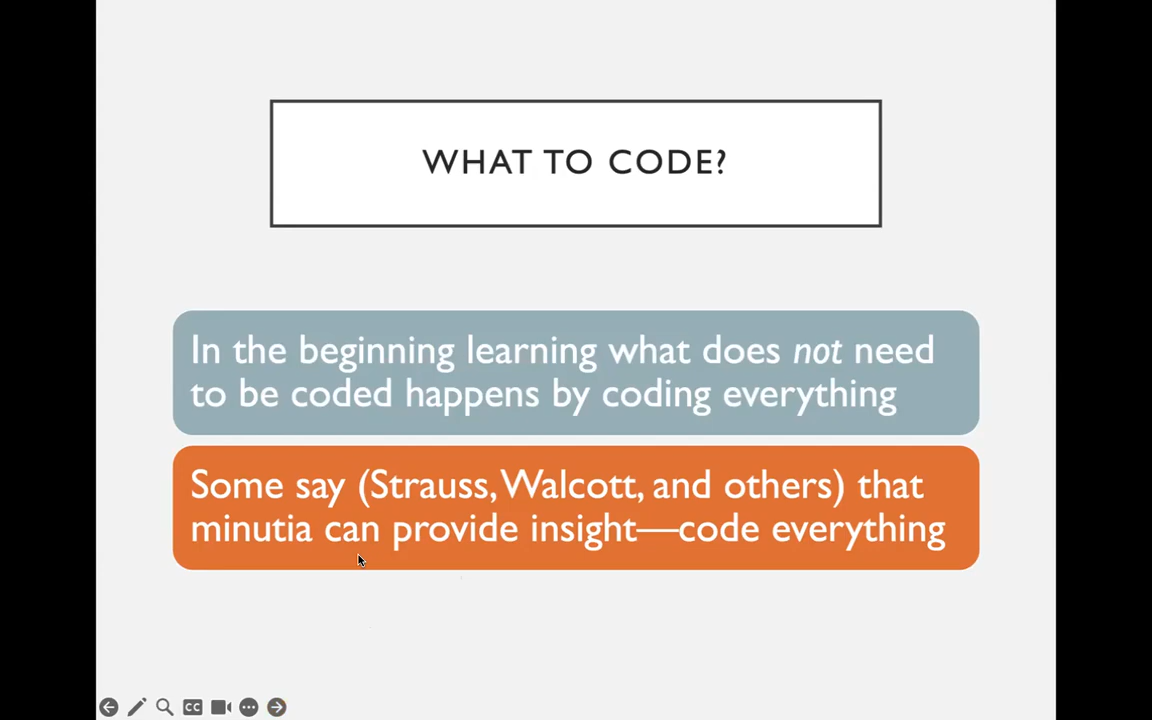 WHAT TO CODE?
In the beginning learning what does not need
to be coded happens by coding everything
Some say (Strauss, Walcott, and others) that
minutia can provide insight—code everything
CC